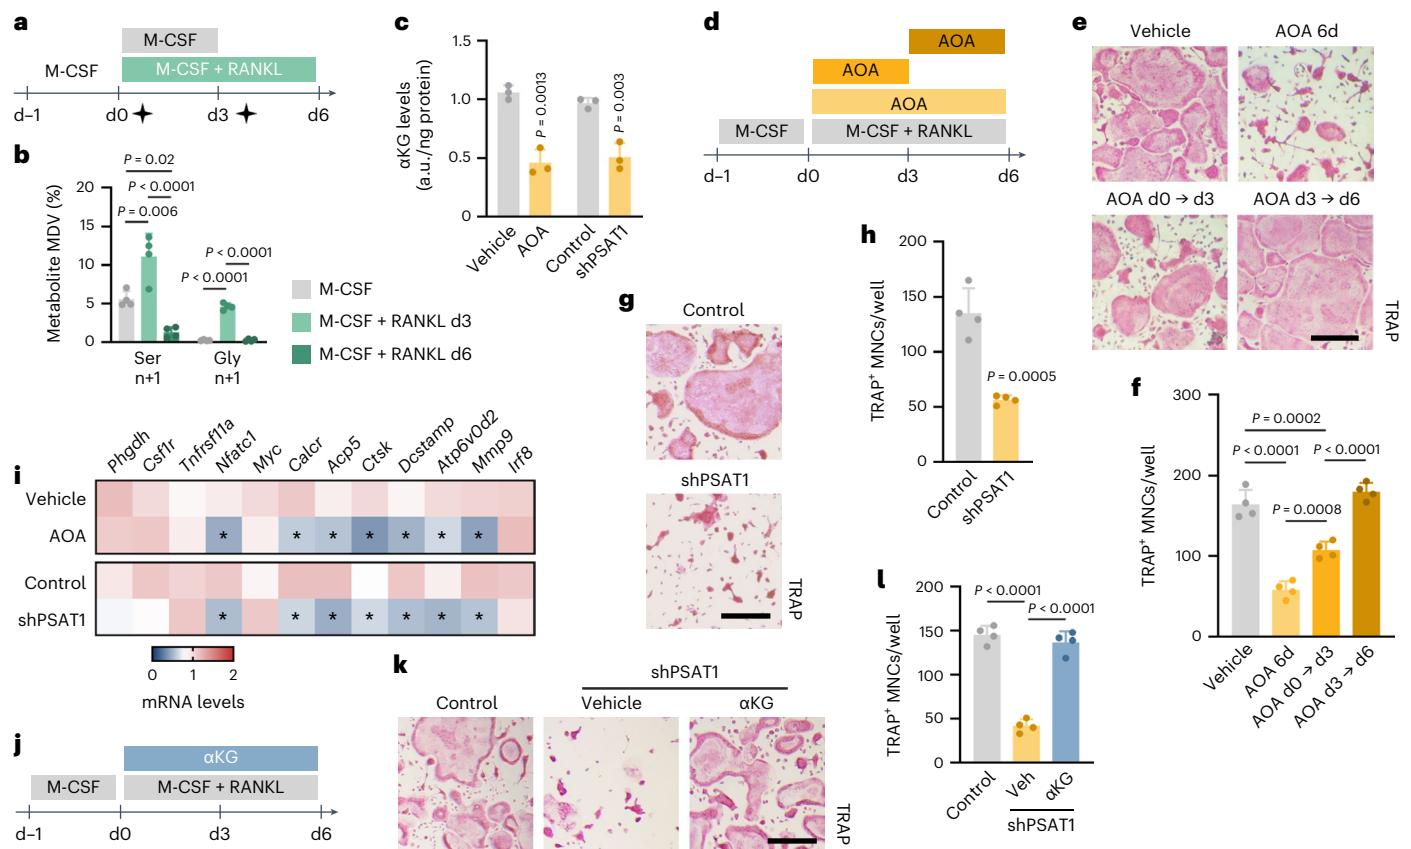 a
M-CSF
M-CSF
M-CSF + RANKL
d–1
d0
d3
d6
b
Metabolite MDV (%)
20
15
10
5
0
P = 0.02
P < 0.0001
P = 0.006
P < 0.0001
P < 0.0001
Ser
n+1
Gly
n+1
M-CSF
M-CSF + RANKL d3
M-CSF + RANKL d6
c
αKG levels
(a.u./ng protein)
1.5
1.0
0.5
0
P = 0.0013
P = 0.003
Vehicle
AOA
Control
shPSAT1
d
AOA
AOA
AOA
M-CSF
M-CSF + RANKL
d–1
d0
d3
d6
e
Vehicle
AOA 6d
AOA d0 → d3
AOA d3 → d6
TRAP
f
TRAP⁺ MNCs/well
300
200
100
0
P = 0.0002
P < 0.0001
P < 0.0001
P = 0.0008
Vehicle
AOA 6d
AOA d0 → d3
AOA d3 → d6
g
Control
shPSAT1
TRAP
h
TRAP⁺ MNCs/well
200
150
100
50
0
P = 0.0005
Control
shPSAT1
i
Phgdh
Csf1r
Tnfrsf11a
Nfatc1
Myc
Calcr
Acp5
Ctsk
Dcstamp
Atp6v0d2
Mmp9
Irf8
Vehicle
AOA
* * * * * * *
Control
shPSAT1
* * * * * * *
0 1 2
mRNA levels
j
αKG
M-CSF
M-CSF + RANKL
d–1
d0
d3
d6
k
shPSAT1
Control
Vehicle
αKG
TRAP
l
TRAP⁺ MNCs/well
200
150
100
50
0
P < 0.0001
P < 0.0001
Control
Veh
αKG
shPSAT1